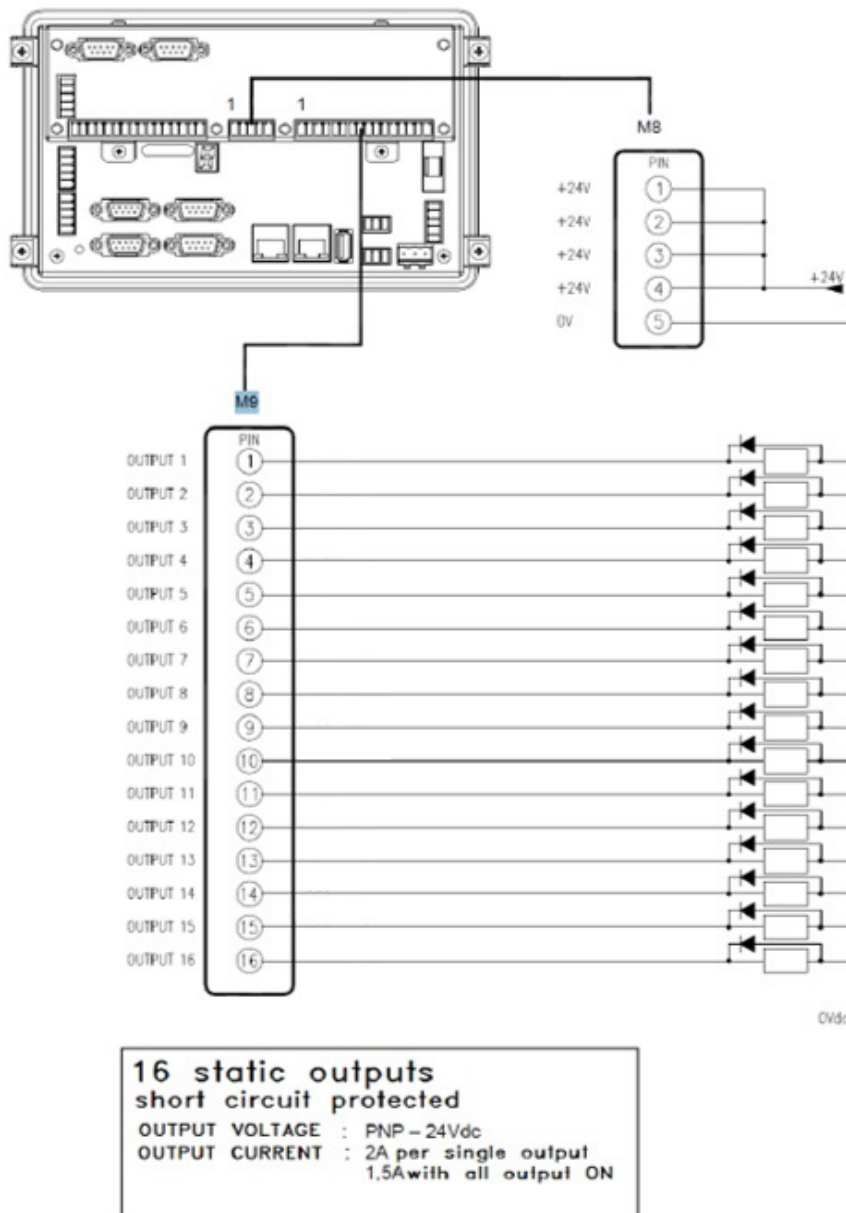 1
1
M8
PIN
+24V 1
+24V 2
+24V 3
+24V 4 +24V
0V 5
M9
PIN
OUTPUT 1 1
OUTPUT 2 2
OUTPUT 3 3
OUTPUT 4 4
OUTPUT 5 5
OUTPUT 6 6
OUTPUT 7 7
OUTPUT 8 8
OUTPUT 9 9
OUTPUT 10 10
OUTPUT 11 11
OUTPUT 12 12
OUTPUT 13 13
OUTPUT 14 14
OUTPUT 15 15
OUTPUT 16 16
0Vdc
16 static outputs
short circuit protected
OUTPUT VOLTAGE : PNP – 24Vdc
OUTPUT CURRENT : 2A per single output
1,5A with all output ON